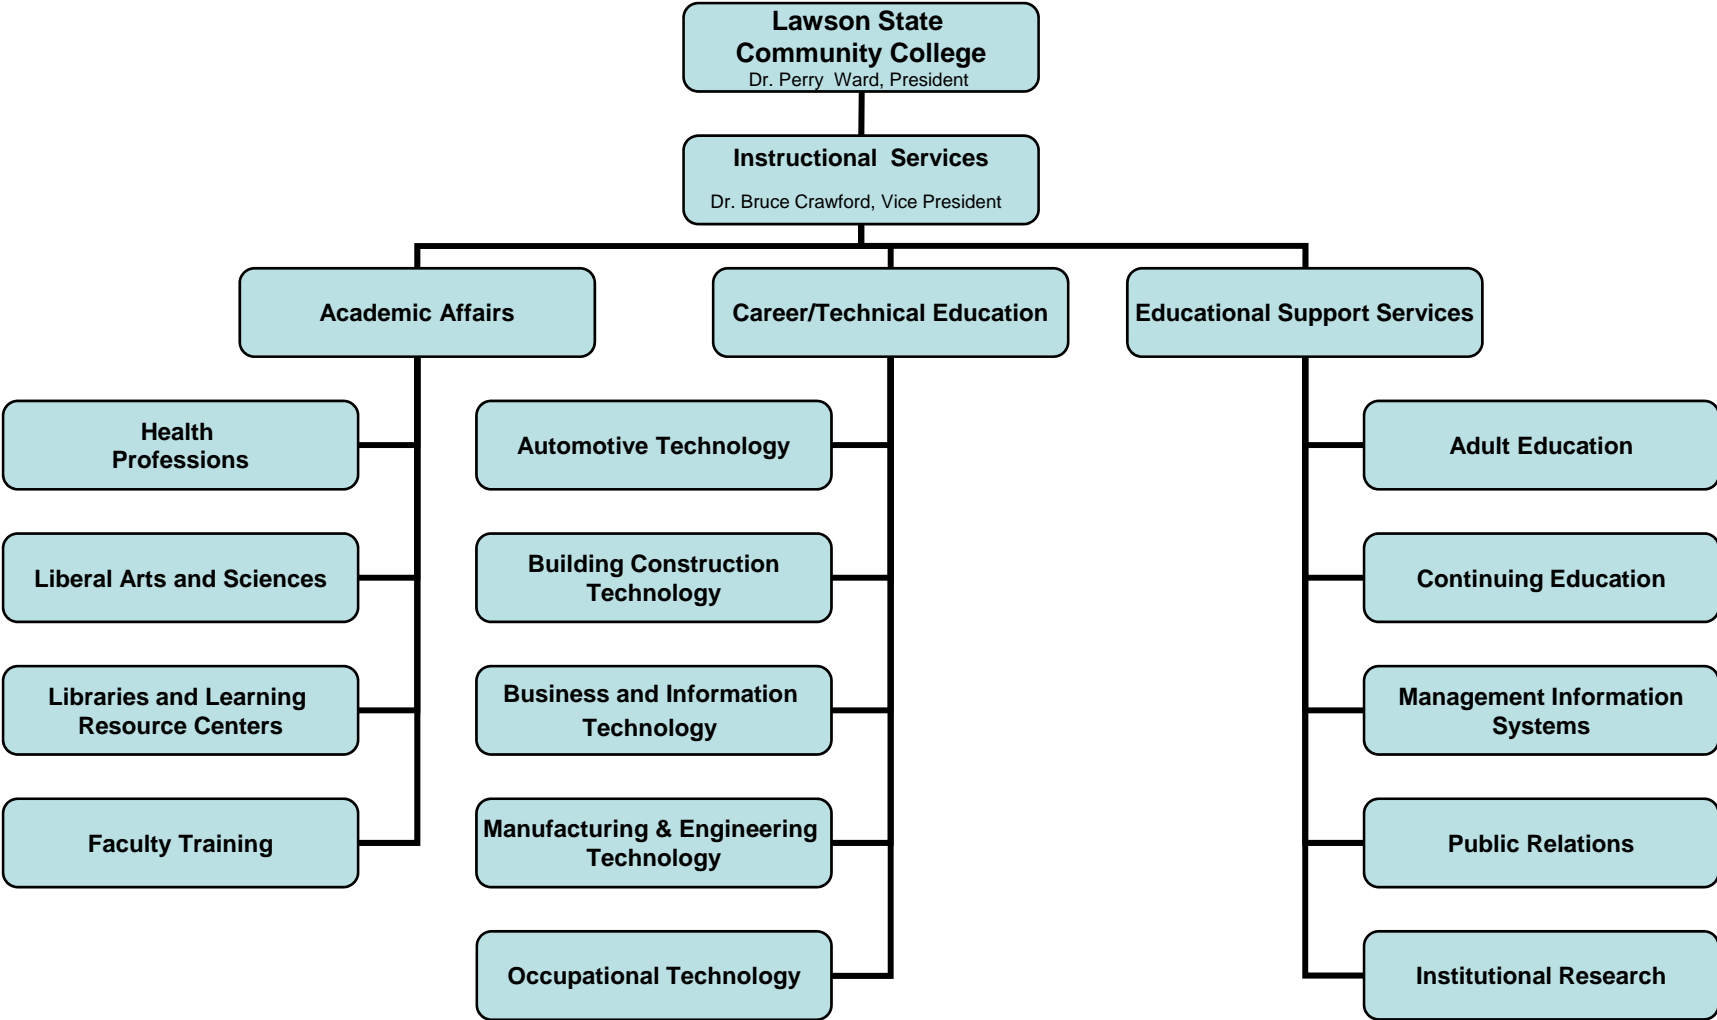 Lawson State
Community College
Dr. Perry Ward, President
Instructional Services
Dr. Bruce Crawford, Vice President
Academic Affairs
Career/Technical Education
Educational Support Services
Health
Professions
Liberal Arts and Sciences
Libraries and Learning
Resource Centers
Faculty Training
Automotive Technology
Building Construction
Technology
Business and Information
Technology
Manufacturing & Engineering
Technology
Occupational Technology
Adult Education
Continuing Education
Management Information
Systems
Public Relations
Institutional Research